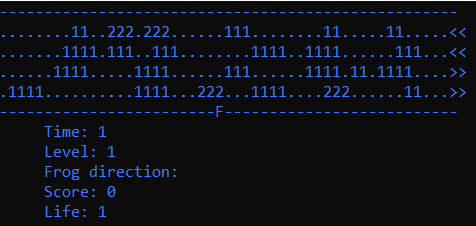 ---------------------------------------------------
........11..222.222......111........11.....11.....<<
.......1111.111..111........1111..1111......111...<<
......1111.....1111......111......1111.11.1111....>>
.1111..........1111...222...1111....222......11...>>
------------------------F--------------------------
Time: 1
Level: 1
Frog direction:
Score: 0
Life: 1